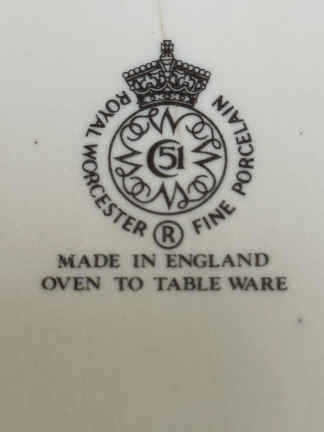 ROYAL WORCESTER FINE PORCELAIN
C 51
®
MADE IN ENGLAND
OVEN TO TABLE WARE